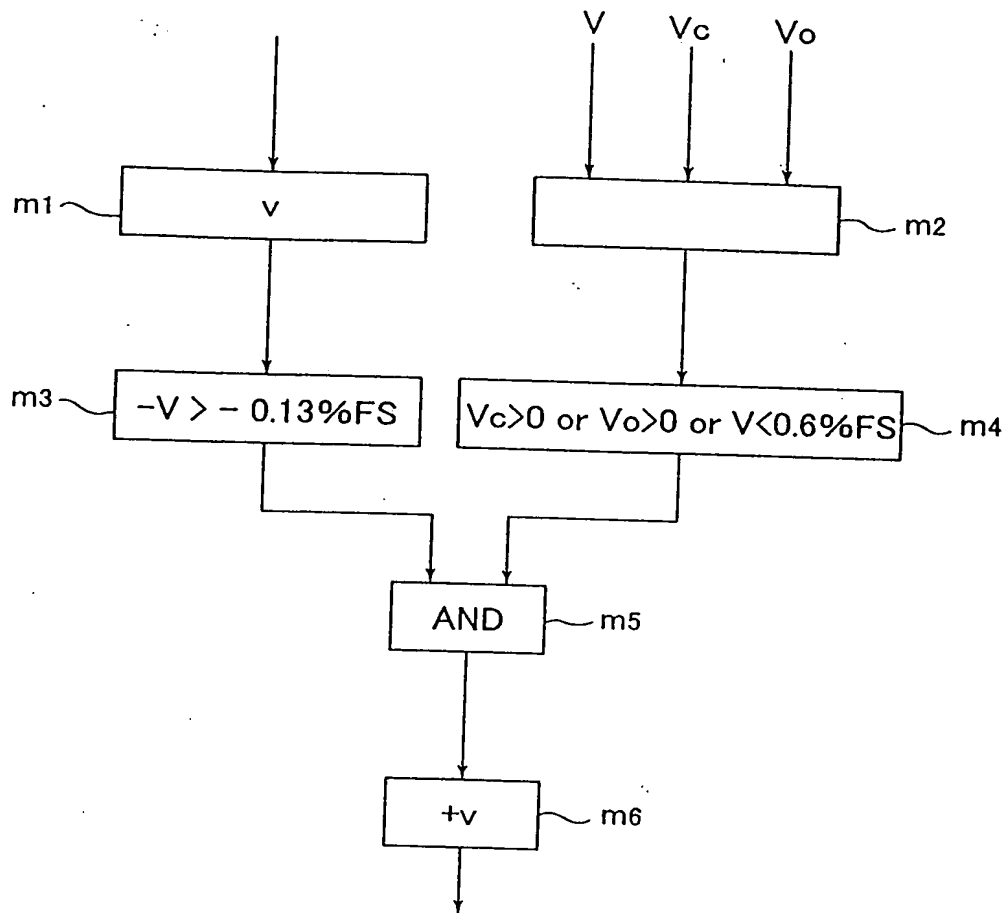 V Vc Vo
m1 v
m2
m3 -V > - 0.13%FS
Vc>0 or Vo>0 or V<0.6%FS m4
AND m5
+v m6